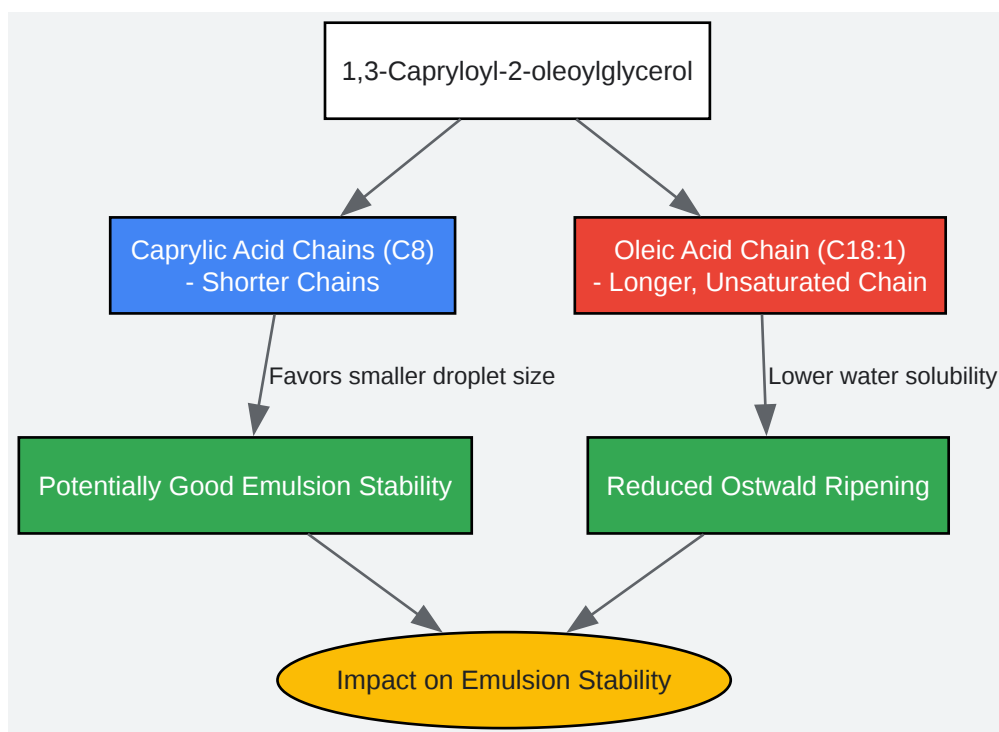 1,3-Capryloyl-2-oleoylglycerol
Caprylic Acid Chains (C8)
- Shorter Chains
Oleic Acid Chain (C18:1)
- Longer, Unsaturated Chain
Favors smaller droplet size
Lower water solubility
Potentially Good Emulsion Stability
Reduced Ostwald Ripening
Impact on Emulsion Stability